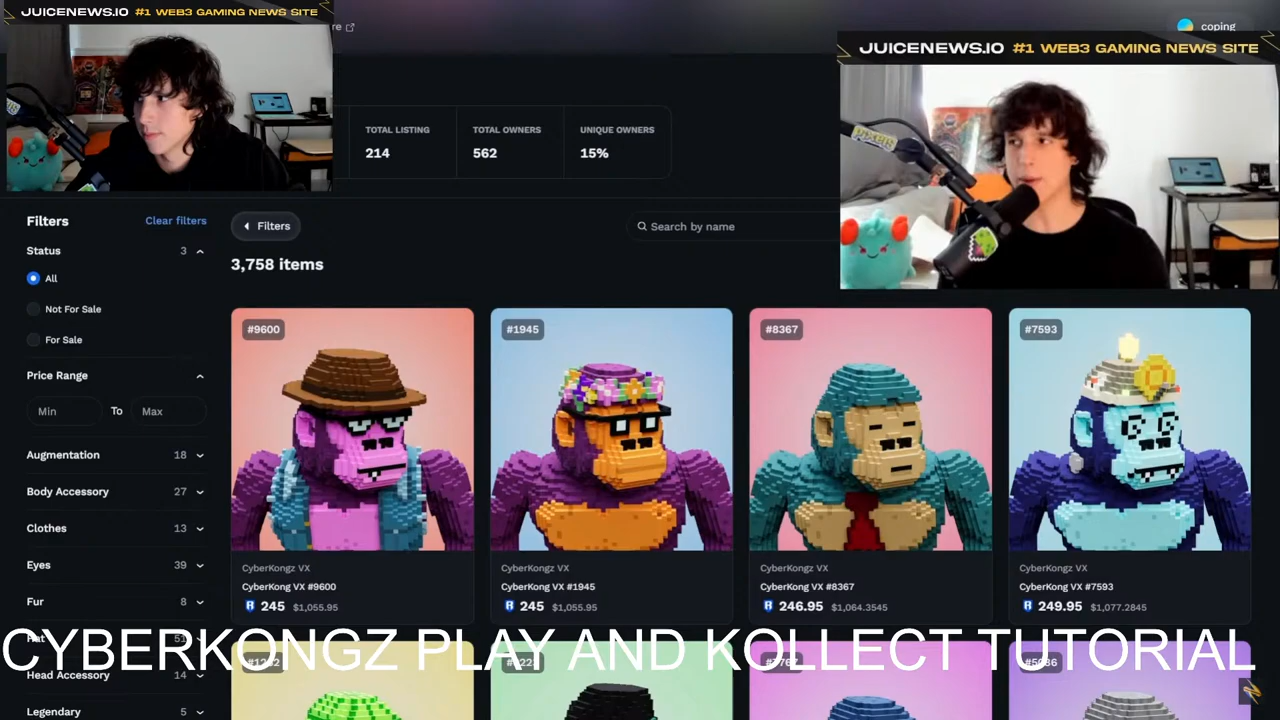 JUICENEWS.IO #1 WEB3 GAMING NEWS SITE
re
coping
JUICENEWS.IO #1 WEB3 GAMING NEWS SITE
TOTAL LISTING
214
TOTAL OWNERS
562
UNIQUE OWNERS
15%
PIXELS
Filters
Clear filters
Status 3
All
Not For Sale
For Sale
Price Range
Min To Max
Augmentation 18
Body Accessory 27
Clothes 13
Eyes 39
Fur 8
Hat 51
Head Accessory 14
Legendary 5
Filters
Search by name
3,758 items
#9600
CyberKongz VX
CyberKong VX #9600
245 $1,055.95
#1945
CyberKongz VX
CyberKong VX #1945
245 $1,055.95
#8367
CyberKongz VX
CyberKong VX #8367
246.95 $1,064.3545
#7593
CyberKongz VX
CyberKong VX #7593
249.95 $1,077.2845
CYBERKONGZ PLAY AND KOLLECT TUTORIAL